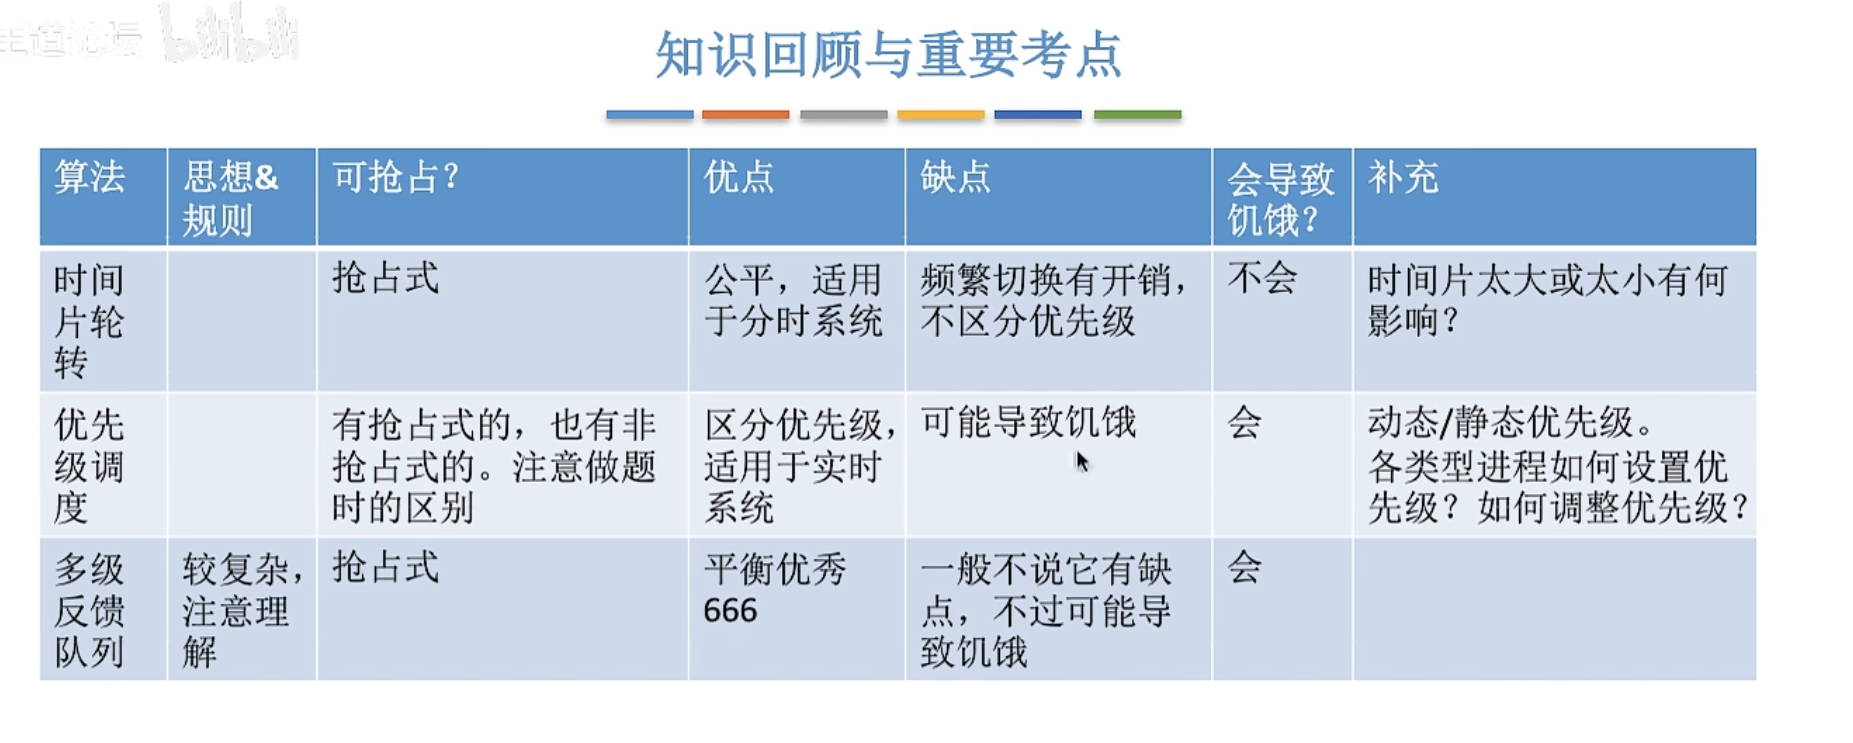 王道论坛 bilibili
知识回顾与重要考点
算法
思想&
规则
可抢占？
优点
缺点
会导致
饥饿？
补充
时间
片轮
转
抢占式
公平，适用
于分时系统
频繁切换有开销，
不区分优先级
不会
时间片太大或太小有何
影响？
优先
级调
度
有抢占式的，也有非
抢占式的。注意做题
时的区别
区分优先级，
适用于实时
系统
可能导致饥饿
会
动态/静态优先级。
各类型进程如何设置优
先级？如何调整优先级？
多级
反馈
队列
较复杂，
注意理
解
抢占式
平衡优秀
666
一般不说它有缺
点，不过可能导
致饥饿
会